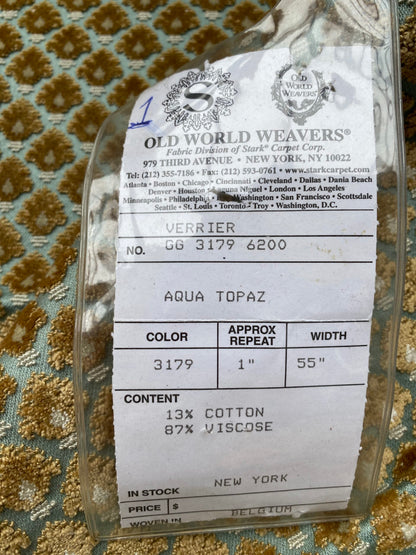 1
S
OLD
WORLD
WEAVERS
OLD WORLD WEAVERS®
Fabric Division of Stark® Carpet Corp.
979 THIRD AVENUE • NEW YORK, NY 10022
Tel: (212) 355-7186 • Fax: (212) 593-0761 • www.starkcarpet.com
Atlanta • Boston • Chicago • Cincinnati • Cleveland • Dallas • Dania Beach
Denver • Houston • Laguna Niguel • London • Los Angeles
Minneapolis • Philadelphia • Washington • San Francisco • Scottsdale
Seattle • St. Louis • Toronto • Troy • Washington, D.C.
VERRIER
NO. GG 3179 6200
AQUA TOPAZ
COLOR APPROX REPEAT WIDTH
3179 1" 55"
CONTENT
13% COTTON
87% VISCOSE
NEW YORK
IN STOCK
PRICE $
BELGIUM
WOVEN IN